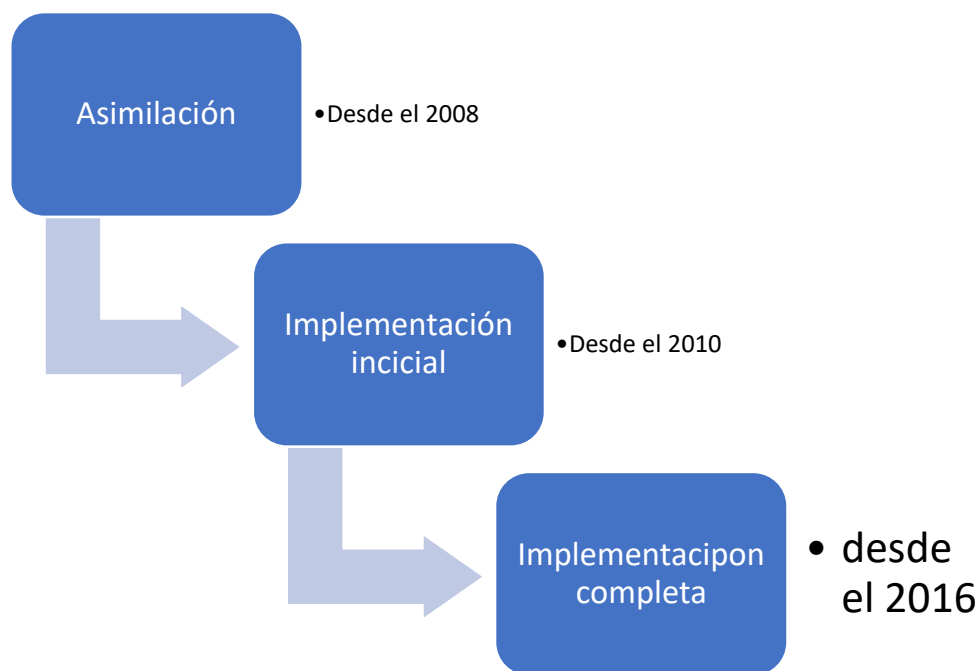 Asimilación
•Desde el 2008
Implementación
incicial
•Desde el 2010
Implementacipon
completa
• desde
el 2016